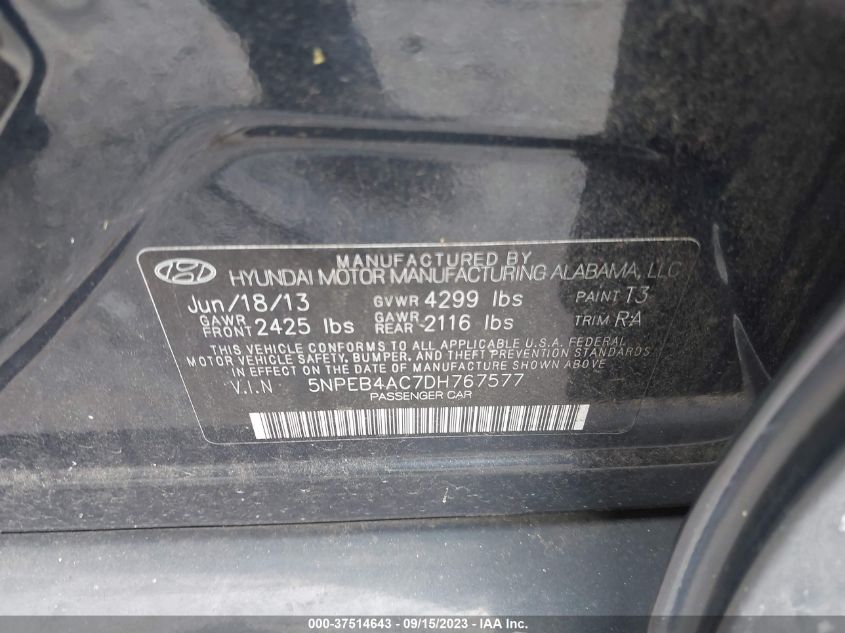 MANUFACTURED BY
HYUNDAI MOTOR MANUFACTURING ALABAMA, LLC
Jun/18/13 GVWR 4299 lbs PAINT T3
GAWR FRONT 2425 lbs GAWR REAR 2116 lbs TRIM RA
THIS VEHICLE CONFORMS TO ALL APPLICABLE U.S.A. FEDERAL
MOTOR VEHICLE SAFETY, BUMPER, AND THEFT PREVENTION STANDARDS
IN EFFECT ON THE DATE OF MANUFACTURE SHOWN ABOVE
V.I.N 5NPEB4AC7DH767577
PASSENGER CAR
000-37514643 - 09/15/2023 - IAA Inc.